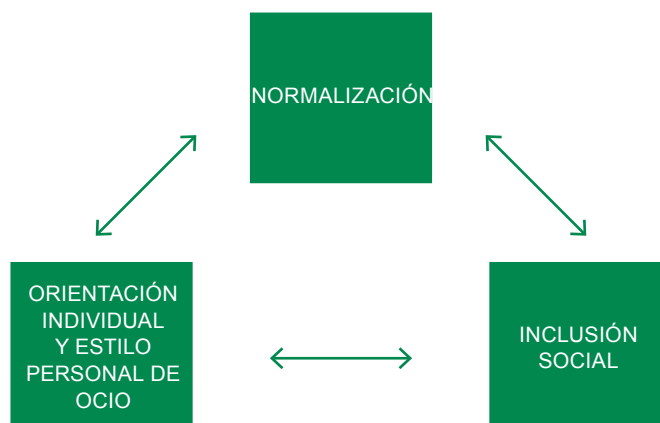 NORMALIZACIÓN
ORIENTACIÓN
INDIVIDUAL
Y ESTILO
PERSONAL DE
OCIO
INCLUSIÓN
SOCIAL